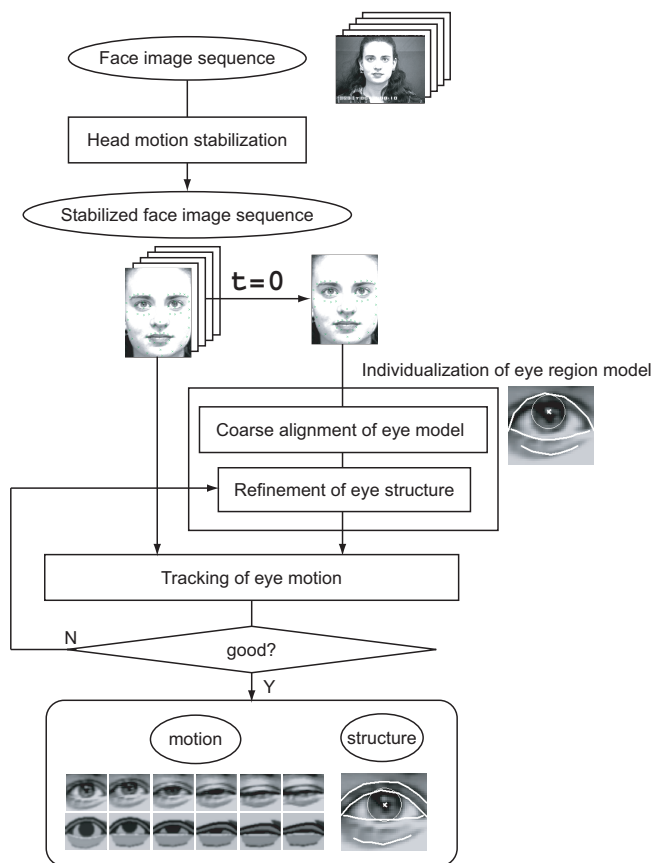 Face image sequence
Head motion stabilization
Stabilized face image sequence
t=0
Individualization of eye region model
Coarse alignment of eye model
Refinement of eye structure
Tracking of eye motion
N
good?
Y
motion
structure